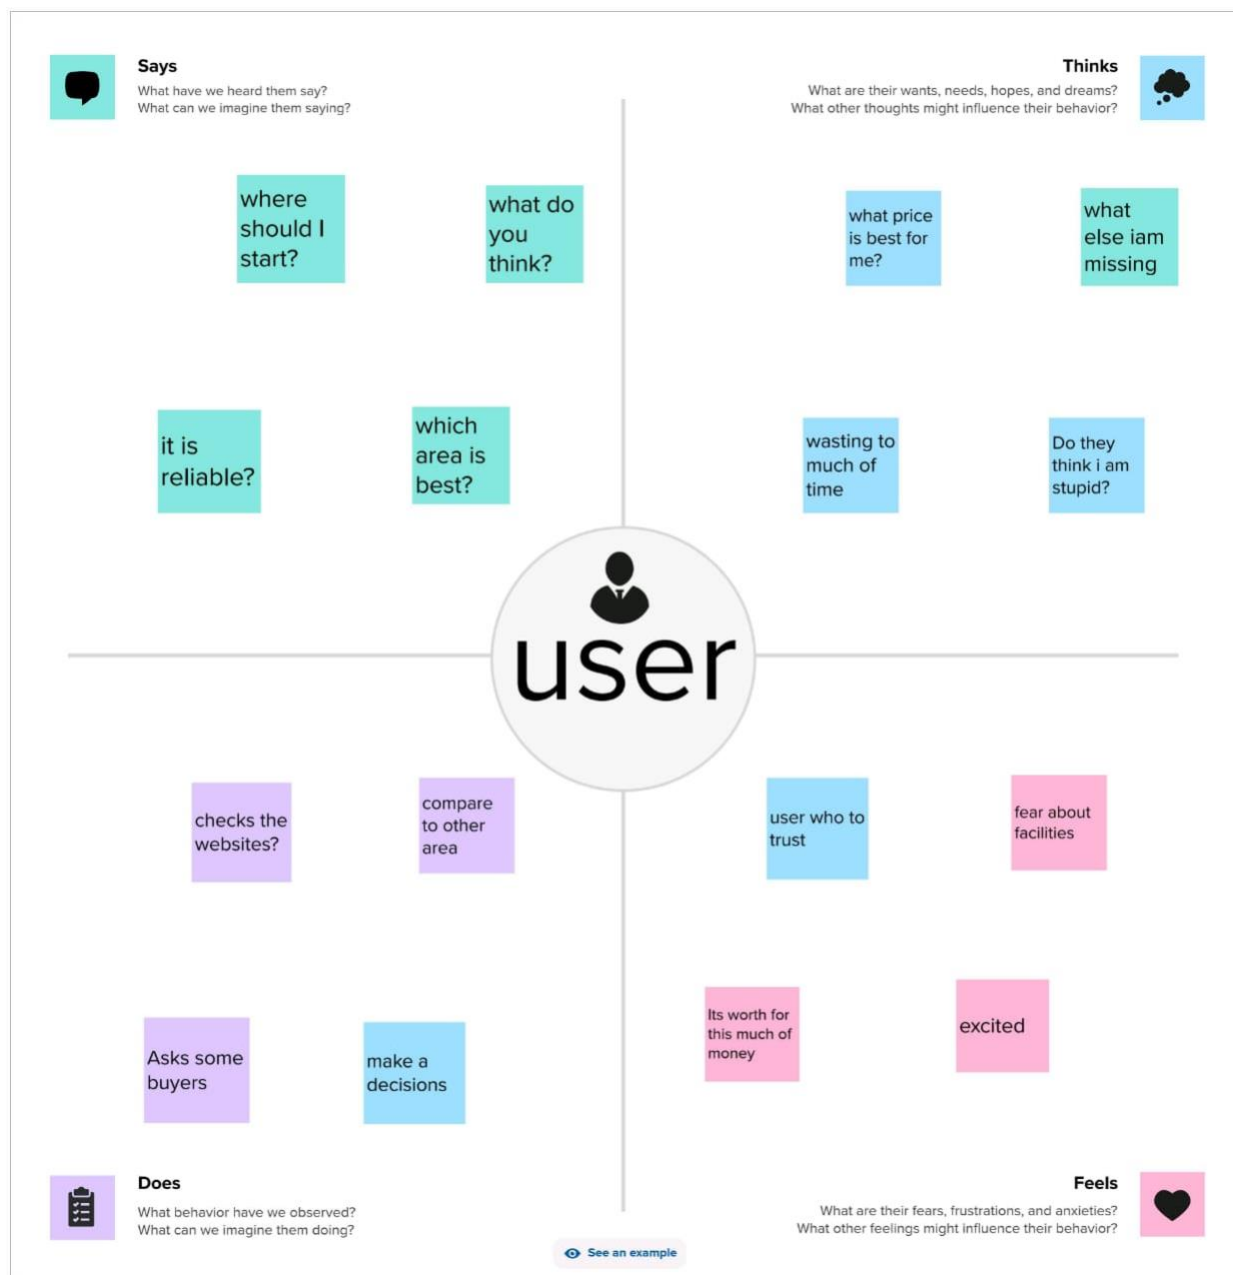 Says
What have we heard them say?
What can we imagine them saying?
Thinks
What are their wants, needs, hopes, and dreams?
What other thoughts might influence their behavior?
where
should I
start?
what do
you
think?
what price
is best for
me?
what
else iam
missing
it is
reliable?
which
area is
best?
wasting to
much of
time
Do they
think i am
stupid?
user
checks the
websites?
compare
to other
area
user who to
trust
fear about
facilities
Asks some
buyers
make a
decisions
Its worth for
this much of
money
excited
Does
What behavior have we observed?
What can we imagine them doing?
Feels
What are their fears, frustrations, and anxieties?
What other feelings might influence their behavior?
See an example